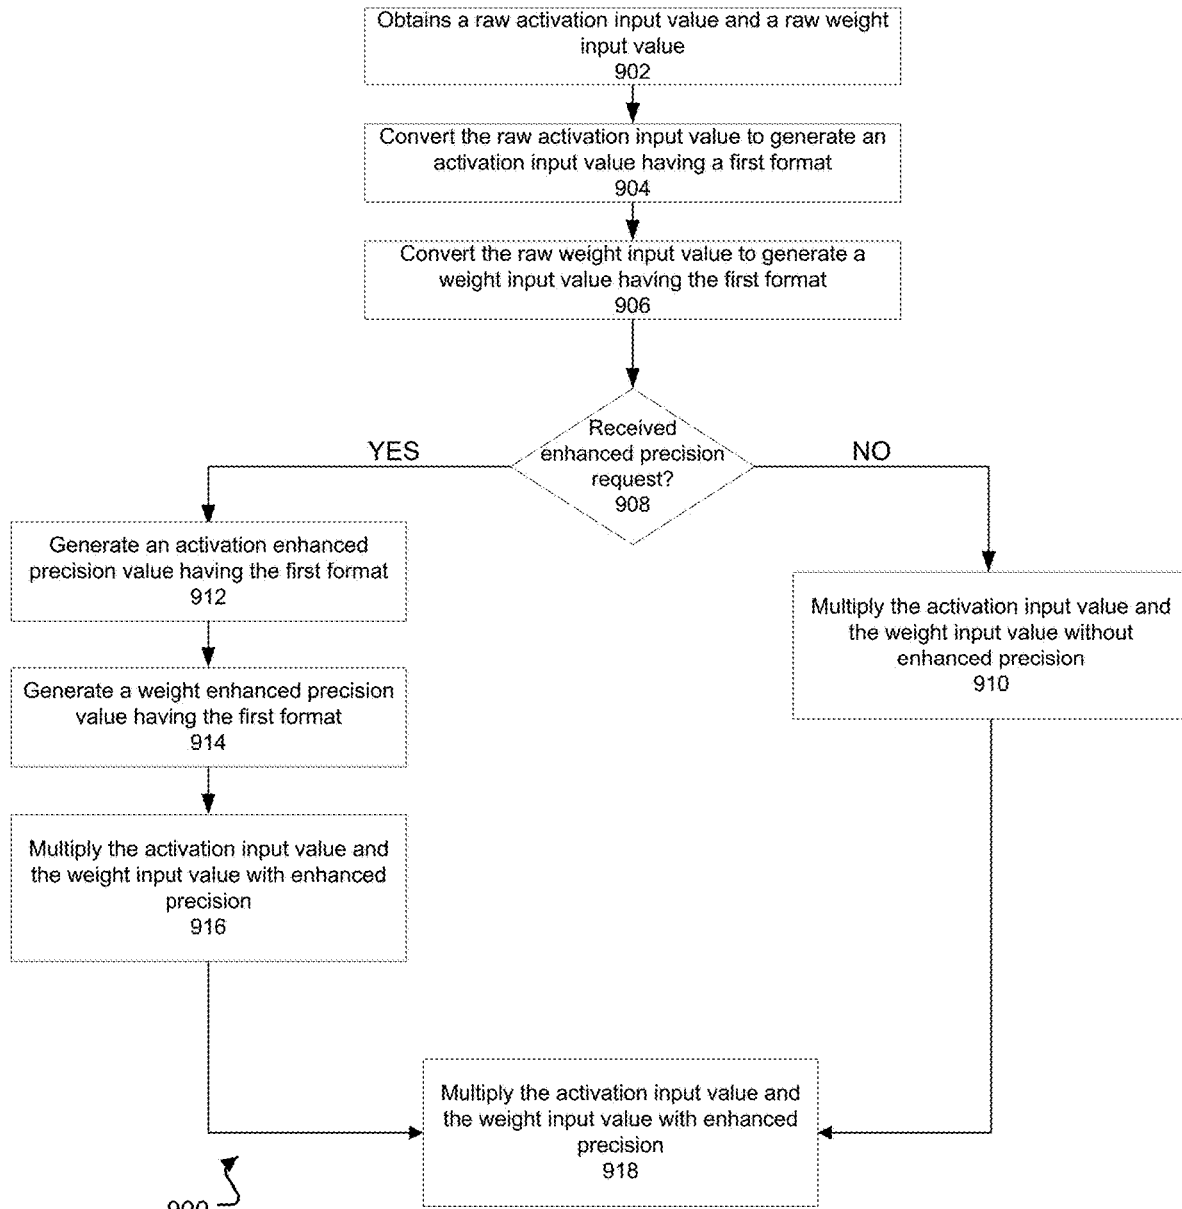 Obtains a raw activation input value and a raw weight
input value
902
Convert the raw activation input value to generate an
activation input value having a first format
904
Convert the raw weight input value to generate a
weight input value having the first format
906
Received
enhanced precision
request?
908
YES
NO
Generate an activation enhanced
precision value having the first format
912
Generate a weight enhanced precision
value having the first format
914
Multiply the activation input value and
the weight input value with enhanced
precision
916
Multiply the activation input value and
the weight input value without
enhanced precision
910
Multiply the activation input value and
the weight input value with enhanced
precision
918